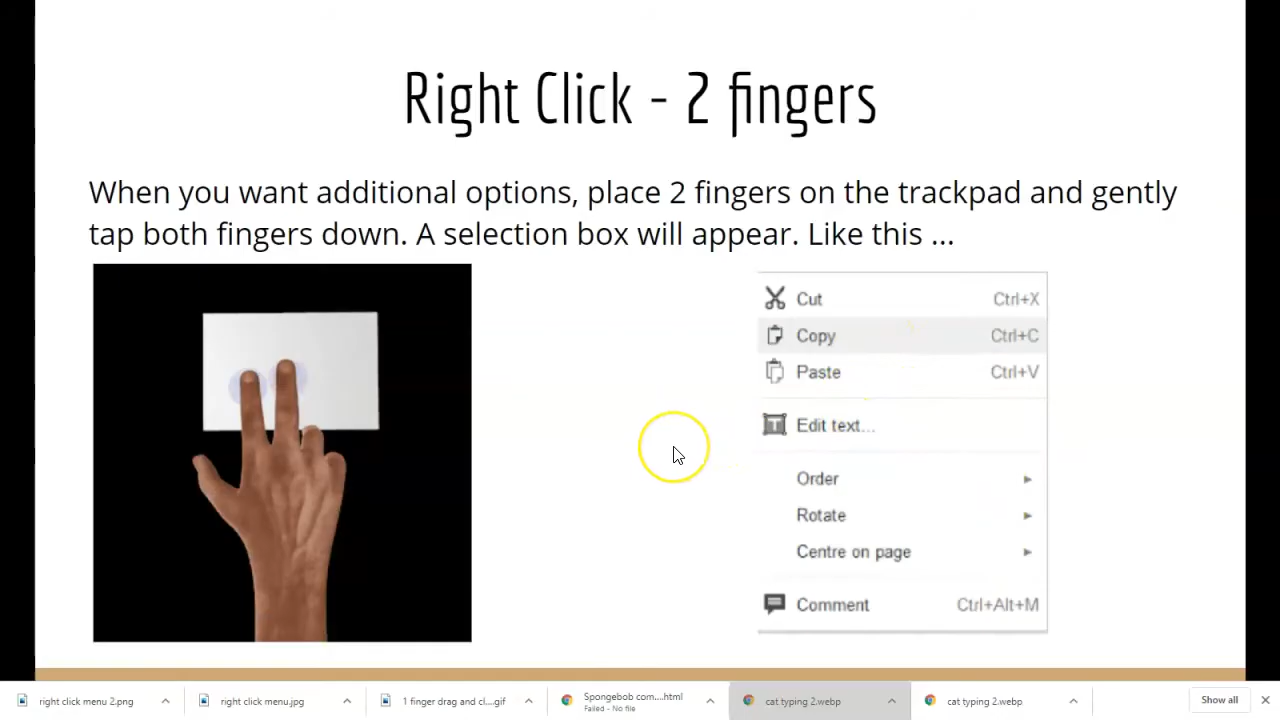 Right Click - 2 fingers
When you want additional options, place 2 fingers on the trackpad and gently
tap both fingers down. A selection box will appear. Like this ...
Cut Ctrl+X
Copy Ctrl+C
Paste Ctrl+V
Edit text...
Order
Rotate
Centre on page
Comment Ctrl+Alt+M
right click menu 2.png
right click menu.jpg
1 finger drag and cl....gif
Spongebob com....html
Failed - No file
cat typing 2.webp
cat typing 2.webp
Show all